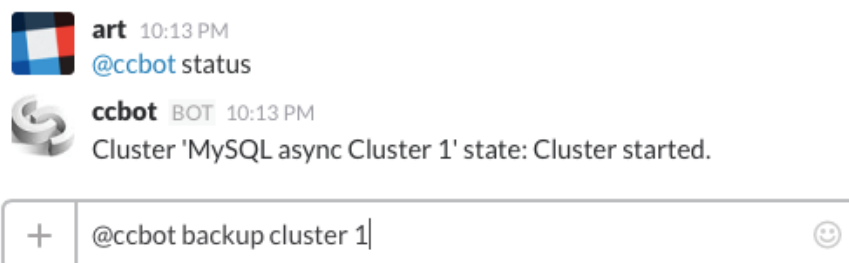 art 10:13 PM
@ccbot status
ccbot BOT 10:13 PM
Cluster 'MySQL async Cluster 1' state: Cluster started.
@ccbot backup cluster 1